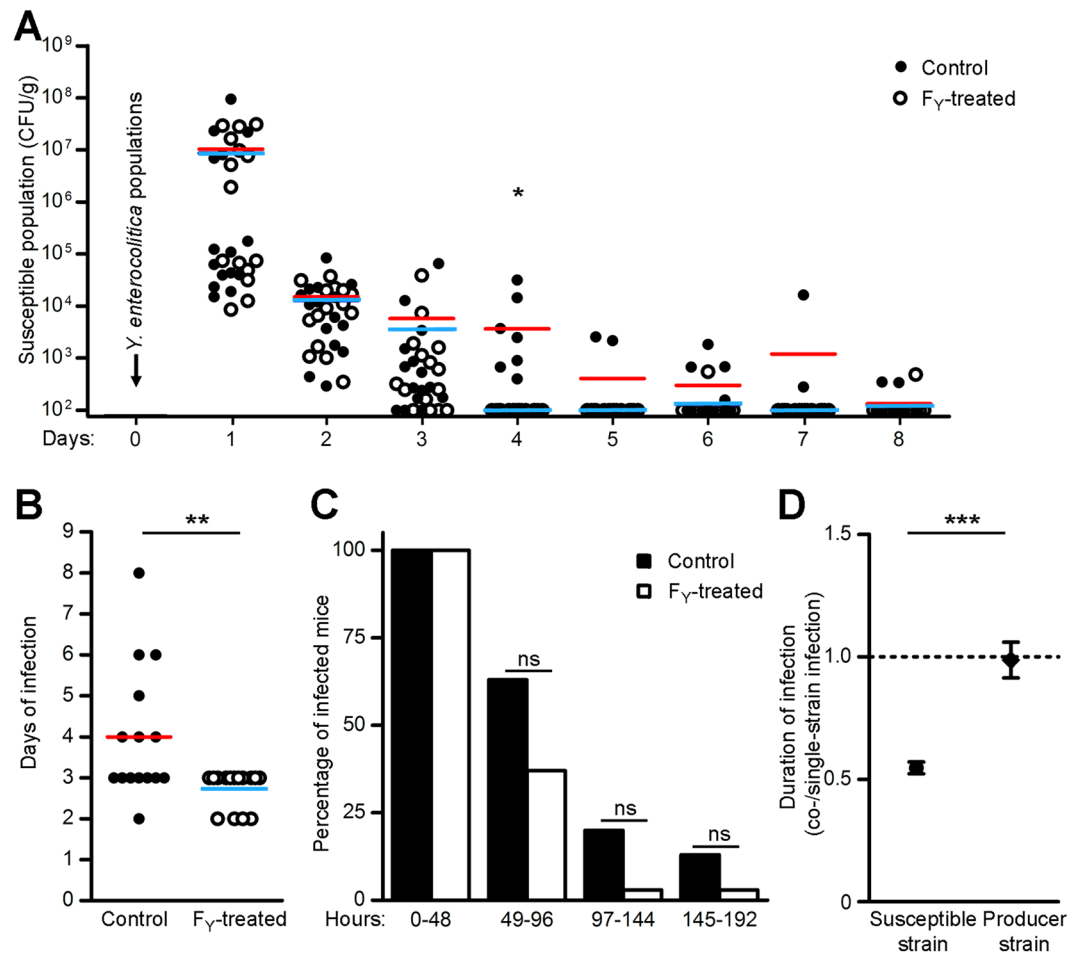 A
Susceptible population (CFU/g)
10⁹
10⁸
10⁷
10⁶
10⁵
10⁴
10³
10²
Y. enterocolitica populations
Control
F_Y-treated
*
Days: 0 1 2 3 4 5 6 7 8
B
Days of infection
9
8
7
6
5
4
3
2
1
0
**
Control F_Y-treated
C
Percentage of infected mice
100
75
50
25
0
Control
F_Y-treated
ns
ns
ns
Hours: 0-48 49-96 97-144 145-192
D
Duration of infection
(co-/single-strain infection)
1.5
1.0
0.5
0
***
Susceptible
strain
Producer
strain